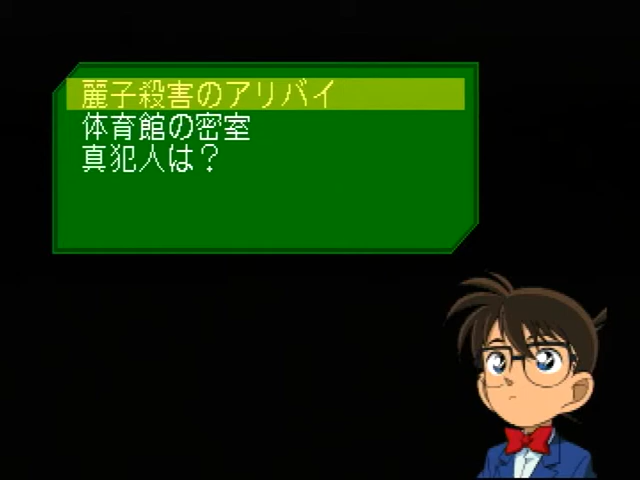 麗子殺害のアリバイ
体育館の密室
真犯人は？